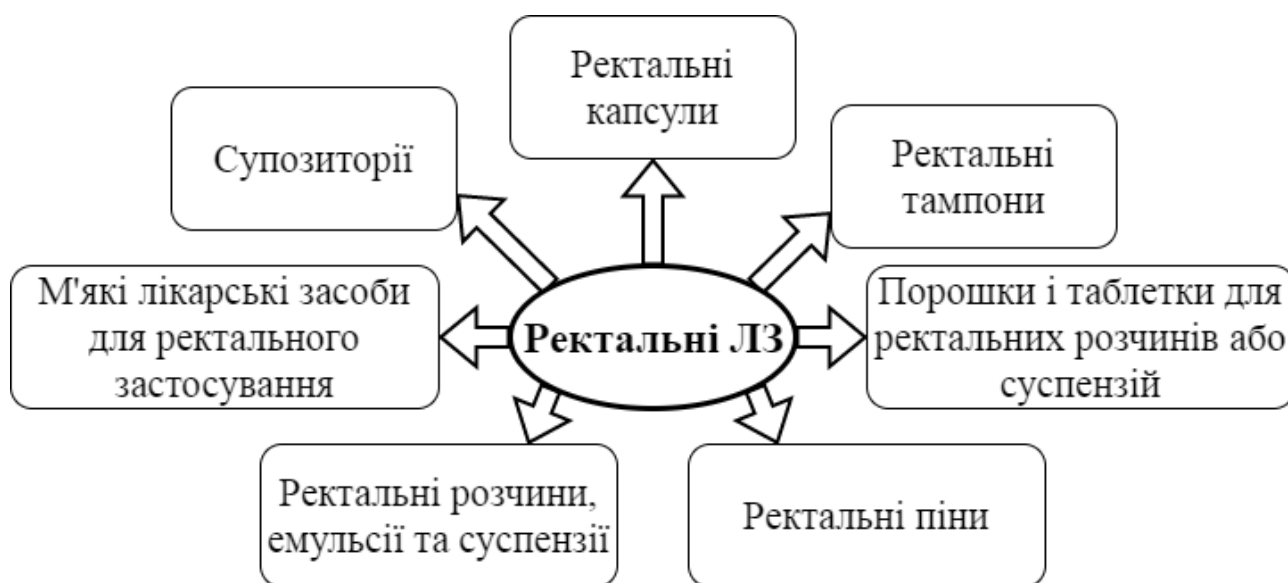 Ректальні
капсули
Супозиторії
Ректальні
тампони
М'які лікарські засоби
для ректального
застосування
Ректальні ЛЗ
Порошки і таблетки для
ректальних розчинів або
суспензій
Ректальні розчини,
емульсії та суспензії
Ректальні піни